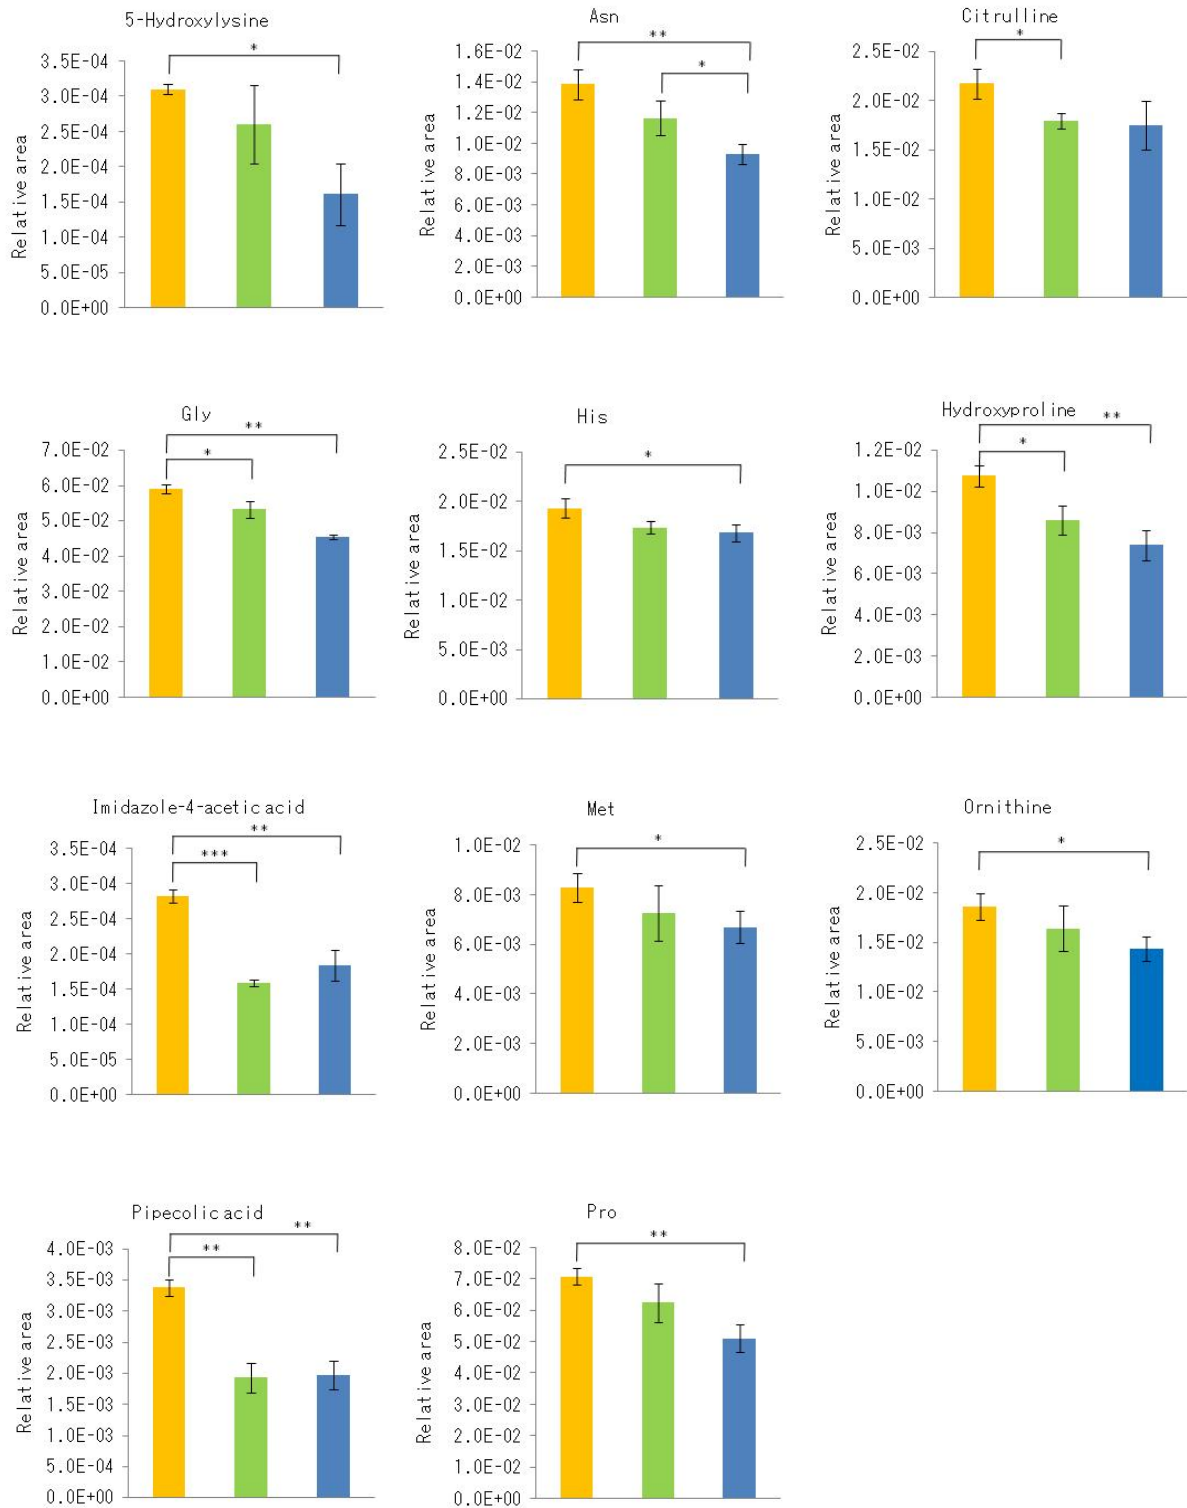 5-Hydroxylysine
*
3.5E-04
3.0E-04
2.5E-04
2.0E-04
1.5E-04
1.0E-04
5.0E-05
0.0E+00
Relative area
Asn
**
*
1.6E-02
1.4E-02
1.2E-02
1.0E-02
8.0E-03
6.0E-03
4.0E-03
2.0E-03
0.0E+00
Relative area
Citrulline
*
2.5E-02
2.0E-02
1.5E-02
1.0E-02
5.0E-03
0.0E+00
Relative area
Gly
**
*
7.0E-02
6.0E-02
5.0E-02
4.0E-02
3.0E-02
2.0E-02
1.0E-02
0.0E+00
Relative area
His
*
2.5E-02
2.0E-02
1.5E-02
1.0E-02
5.0E-03
0.0E+00
Relative area
Hydroxyproline
**
*
1.2E-02
1.0E-02
8.0E-03
6.0E-03
4.0E-03
2.0E-03
0.0E+00
Relative area
Imidazole-4-acetic acid
**
***
3.5E-04
3.0E-04
2.5E-04
2.0E-04
1.5E-04
1.0E-04
5.0E-05
0.0E+00
Relative area
Met
*
1.0E-02
8.0E-03
6.0E-03
4.0E-03
2.0E-03
0.0E+00
Relative area
Ornithine
*
2.5E-02
2.0E-02
1.5E-02
1.0E-02
5.0E-03
0.0E+00
Relative area
Pipecolic acid
**
**
4.0E-03
3.5E-03
3.0E-03
2.5E-03
2.0E-03
1.5E-03
1.0E-03
5.0E-04
0.0E+00
Relative area
Pro
**
8.0E-02
7.0E-02
6.0E-02
5.0E-02
4.0E-02
3.0E-02
2.0E-02
1.0E-02
0.0E+00
Relative area